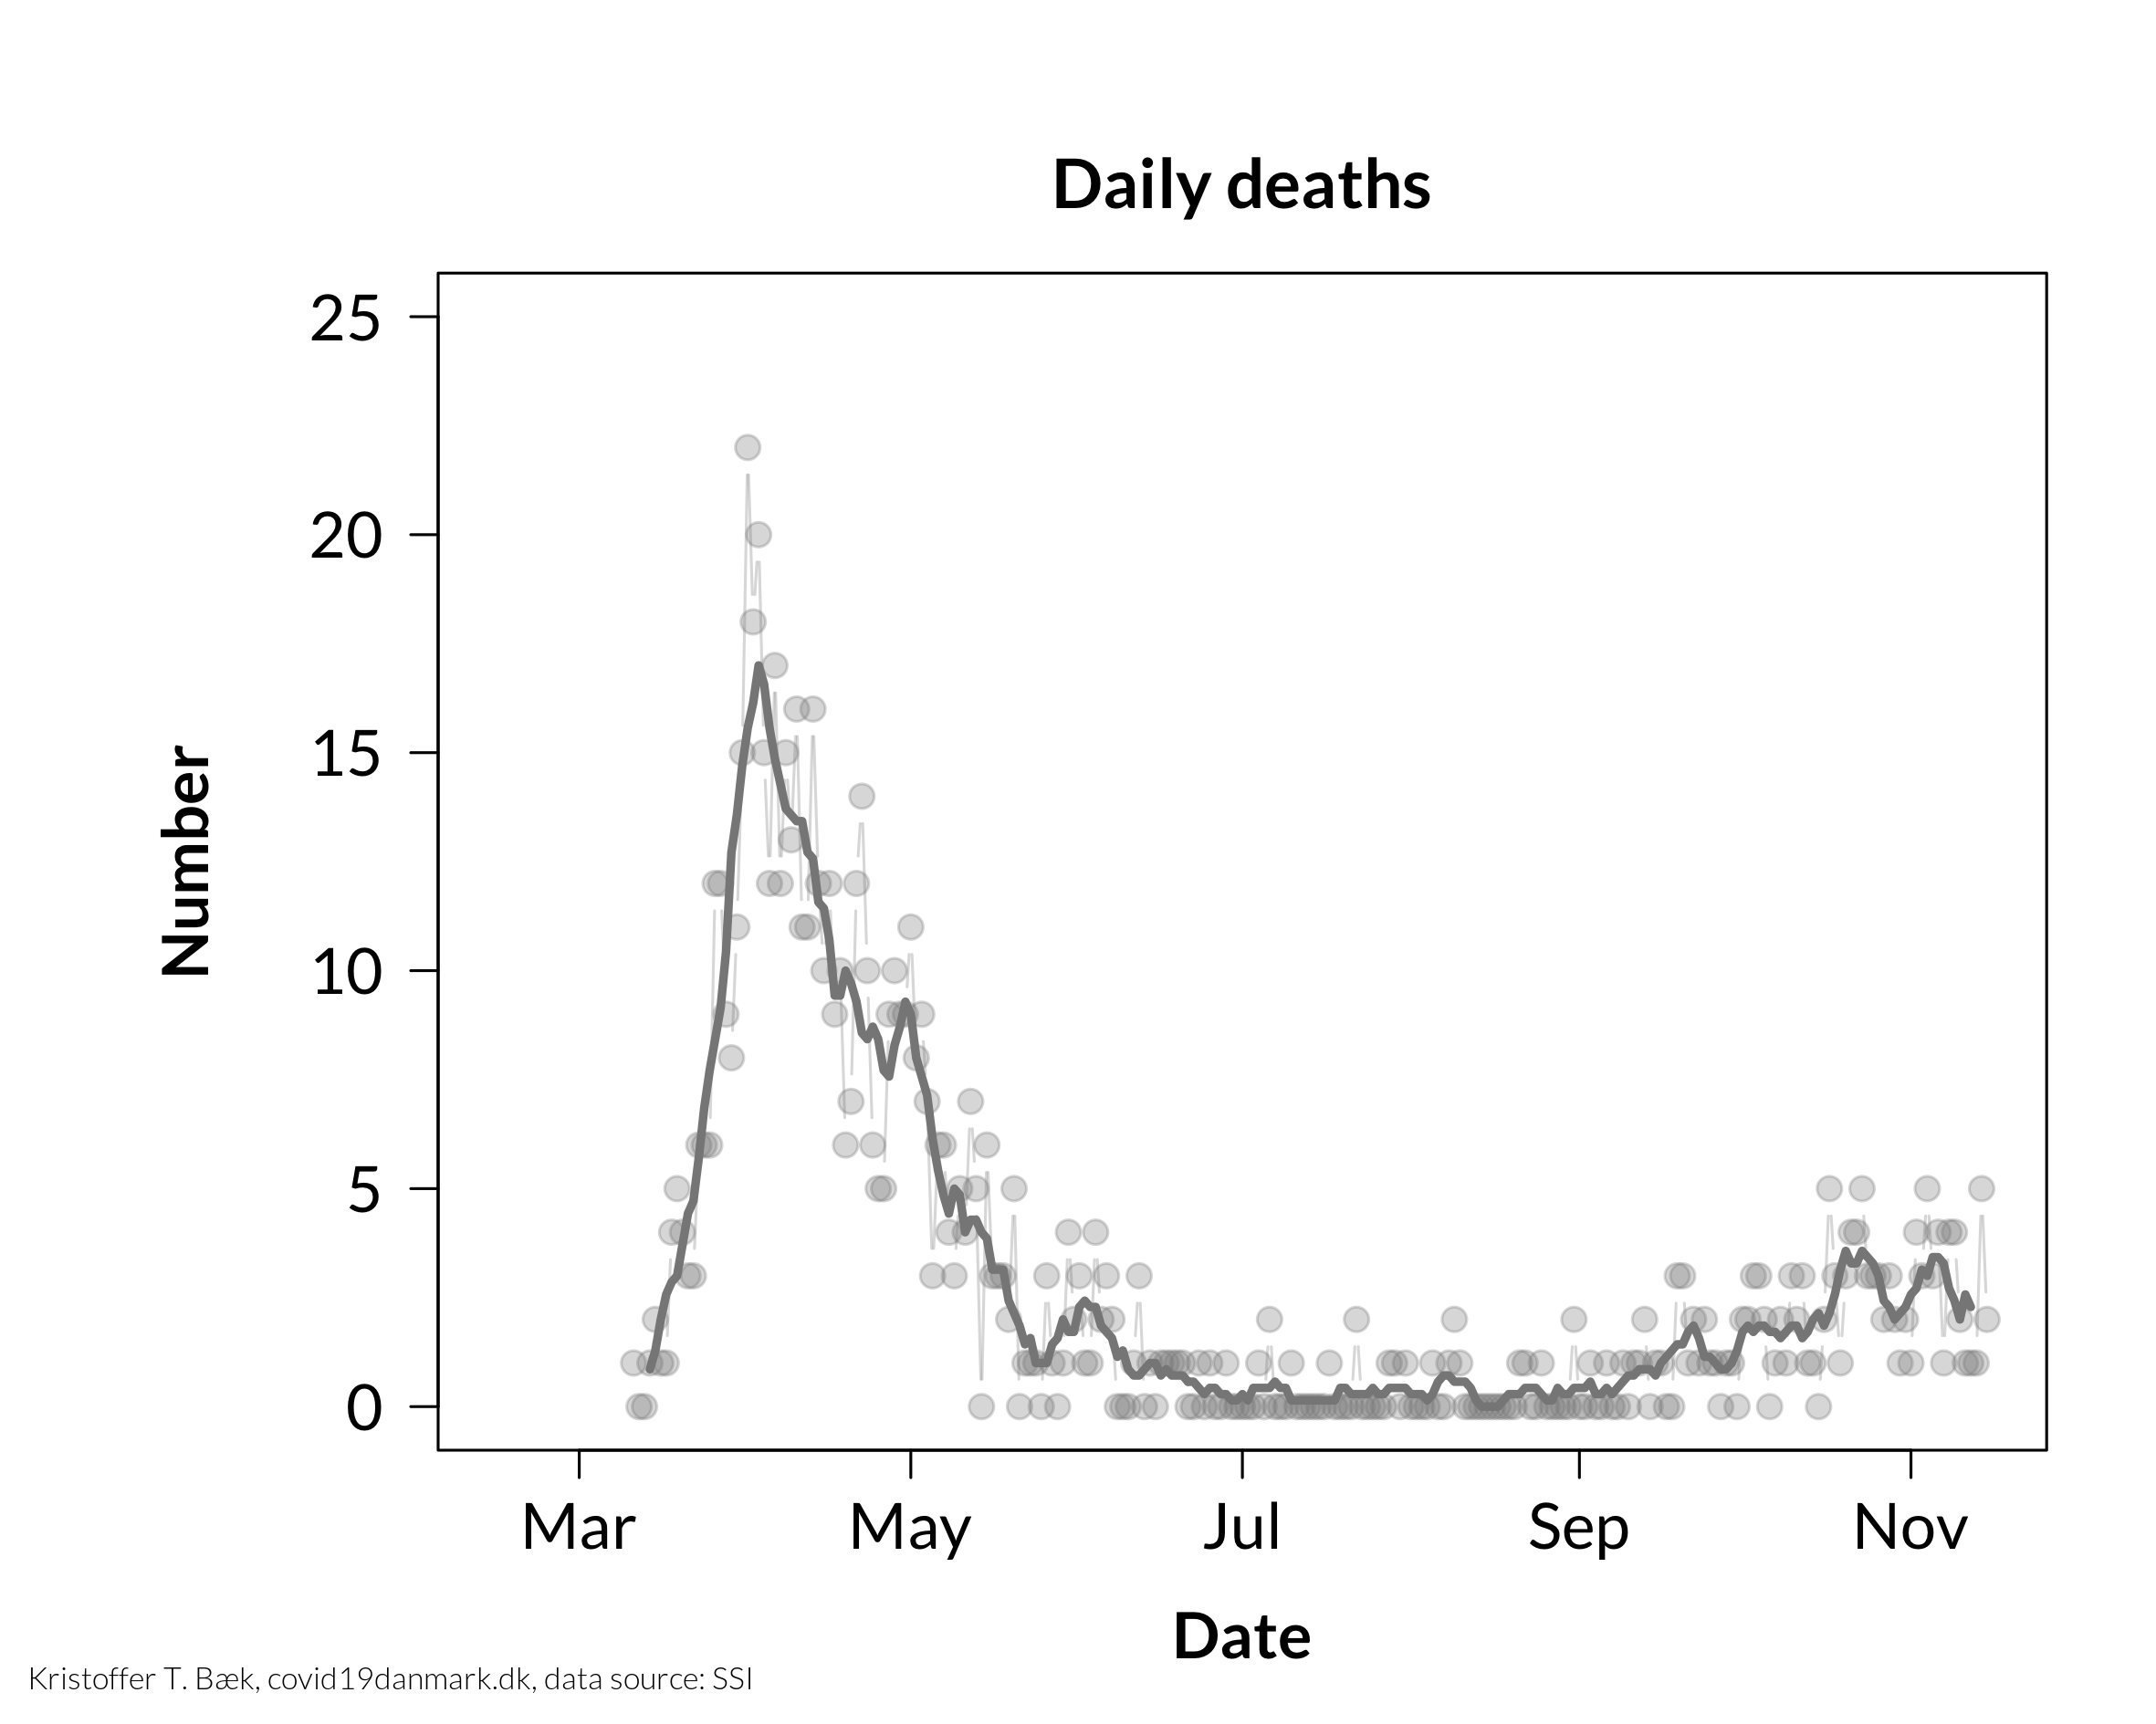 Daily deaths
25
20
15
10
5
0
Number
Mar May Jul Sep Nov
Date
Kristoffer T. Bæk, covid19danmark.dk, data source: SSI